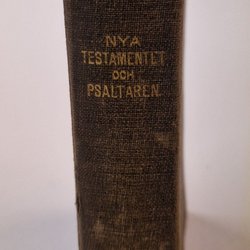 NYA
TESTAMENTET
OCH
PSALTAREN.